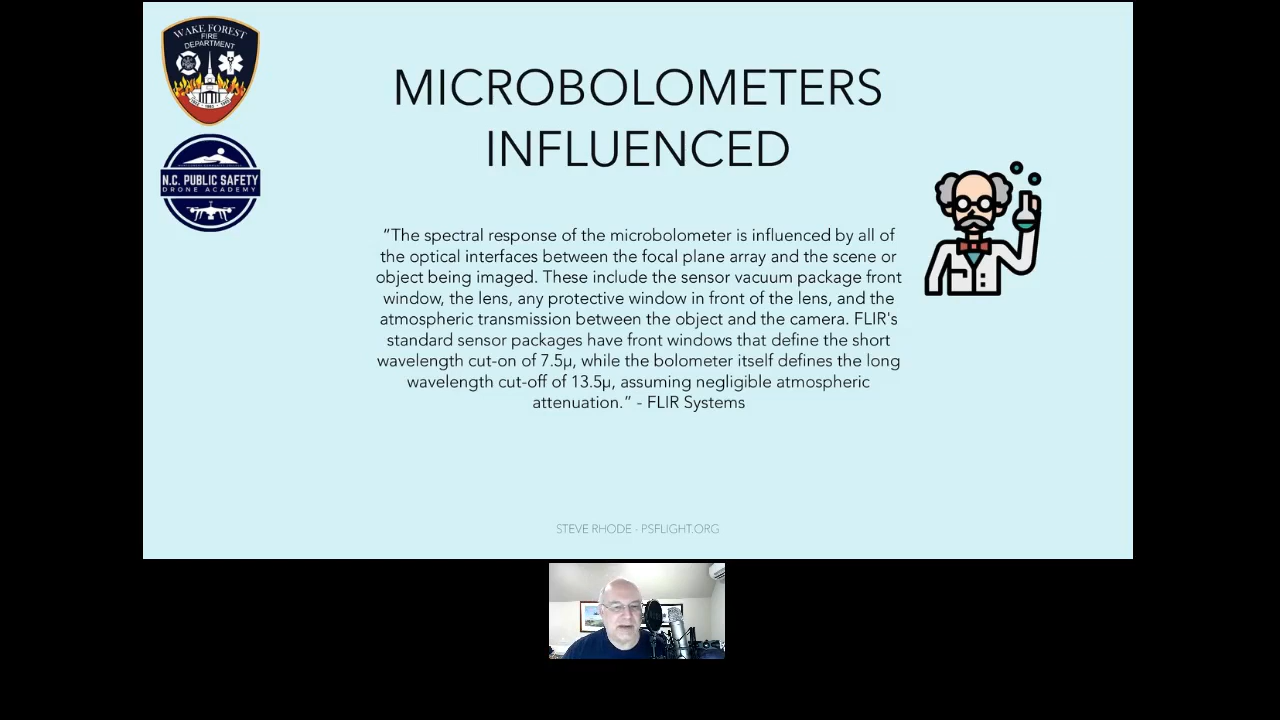 WAKE FOREST
FIRE
DEPARTMENT
N.C. PUBLIC SAFETY
DRONE ACADEMY
MICROBOLOMETERS
INFLUENCED
“The spectral response of the microbolometer is influenced by all of
the optical interfaces between the focal plane array and the scene or
object being imaged. These include the sensor vacuum package front
window, the lens, any protective window in front of the lens, and the
atmospheric transmission between the object and the camera. FLIR's
standard sensor packages have front windows that define the short
wavelength cut-on of 7.5µ, while the bolometer itself defines the long
wavelength cut-off of 13.5µ, assuming negligible atmospheric
attenuation.” - FLIR Systems
STEVE RHODE - PSFLIGHT.ORG